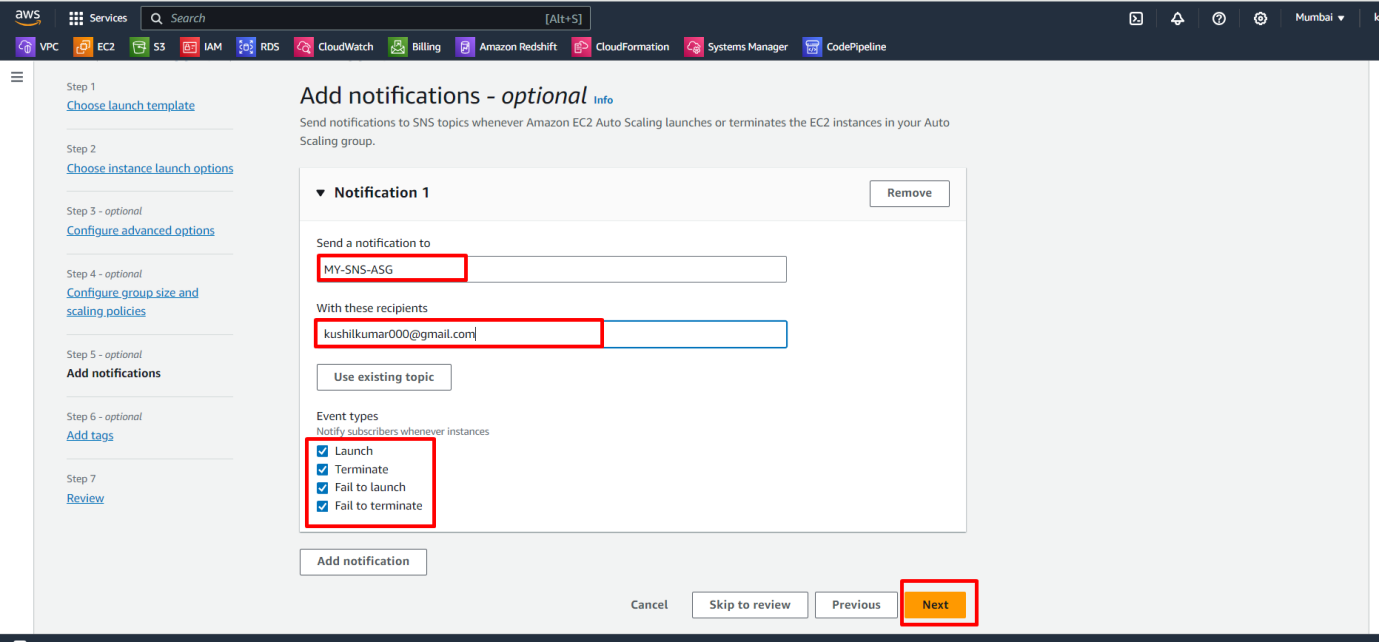 aws
Services
Search
[Alt+S]
Mumbai
VPC
EC2
S3
IAM
RDS
CloudWatch
Billing
Amazon Redshift
CloudFormation
Systems Manager
CodePipeline
Step 1
Choose launch template
Step 2
Choose instance launch options
Step 3 - optional
Configure advanced options
Step 4 - optional
Configure group size and
scaling policies
Step 5 - optional
Add notifications
Step 6 - optional
Add tags
Step 7
Review
Add notifications - optional Info
Send notifications to SNS topics whenever Amazon EC2 Auto Scaling launches or terminates the EC2 instances in your Auto
Scaling group.
Notification 1
Remove
Send a notification to
MY-SNS-ASG
With these recipients
kushilkumar000@gmail.com
Use existing topic
Event types
Notify subscribers whenever instances
Launch
Terminate
Fail to launch
Fail to terminate
Add notification
Cancel
Skip to review
Previous
Next